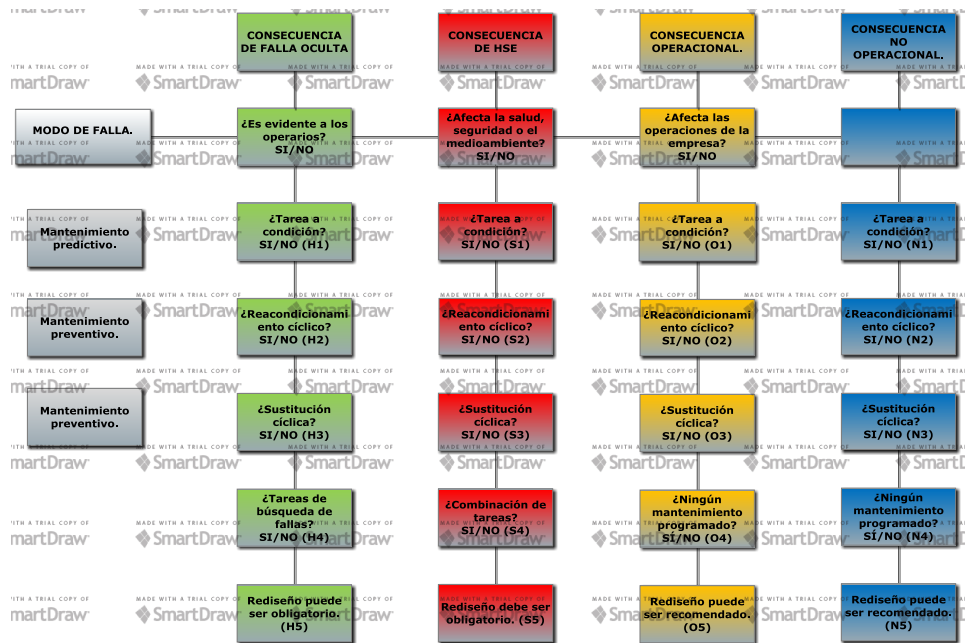 CONSECUENCIA
DE FALLA OCULTA
CONSECUENCIA
DE HSE
CONSECUENCIA
OPERACIONAL.
CONSECUENCIA
NO
OPERACIONAL.
MODO DE FALLA.
¿Es evidente a los
operarios?
SI/NO
¿Afecta la salud,
seguridad o el
medioambiente?
SI/NO
¿Afecta las
operaciones de la
empresa?
SI/NO
Mantenimiento
predictivo.
¿Tarea a
condición?
SI/NO (H1)
¿Tarea a
condición?
SI/NO (S1)
¿Tarea a
condición?
SI/NO (O1)
¿Tarea a
condición?
SI/NO (N1)
Mantenimiento
preventivo.
¿Reacondicionami
ento cíclico?
SI/NO (H2)
¿Reacondicionami
ento cíclico?
SI/NO (S2)
¿Reacondicionami
ento cíclico?
SI/NO (O2)
¿Reacondicionami
ento cíclico?
SI/NO (N2)
Mantenimiento
preventivo.
¿Sustitución
cíclica?
SI/NO (H3)
¿Sustitución
cíclica?
SI/NO (S3)
¿Sustitución
cíclica?
SI/NO (O3)
¿Sustitución
cíclica?
SI/NO (N3)
¿Tareas de
búsqueda de
fallas?
SI/NO (H4)
¿Combinación de
tareas?
SI/NO (S4)
¿Ningún
mantenimiento
programado?
SÍ/NO (O4)
¿Ningún
mantenimiento
programado?
SÍ/NO (N4)
Rediseño puede
ser obligatorio.
(H5)
Rediseño debe ser
obligatorio. (S5)
Rediseño puede
ser recomendado.
(O5)
Rediseño puede
ser recomendado.
(N5)
MADE WITH A TRIAL COPY OF
SmartDraw